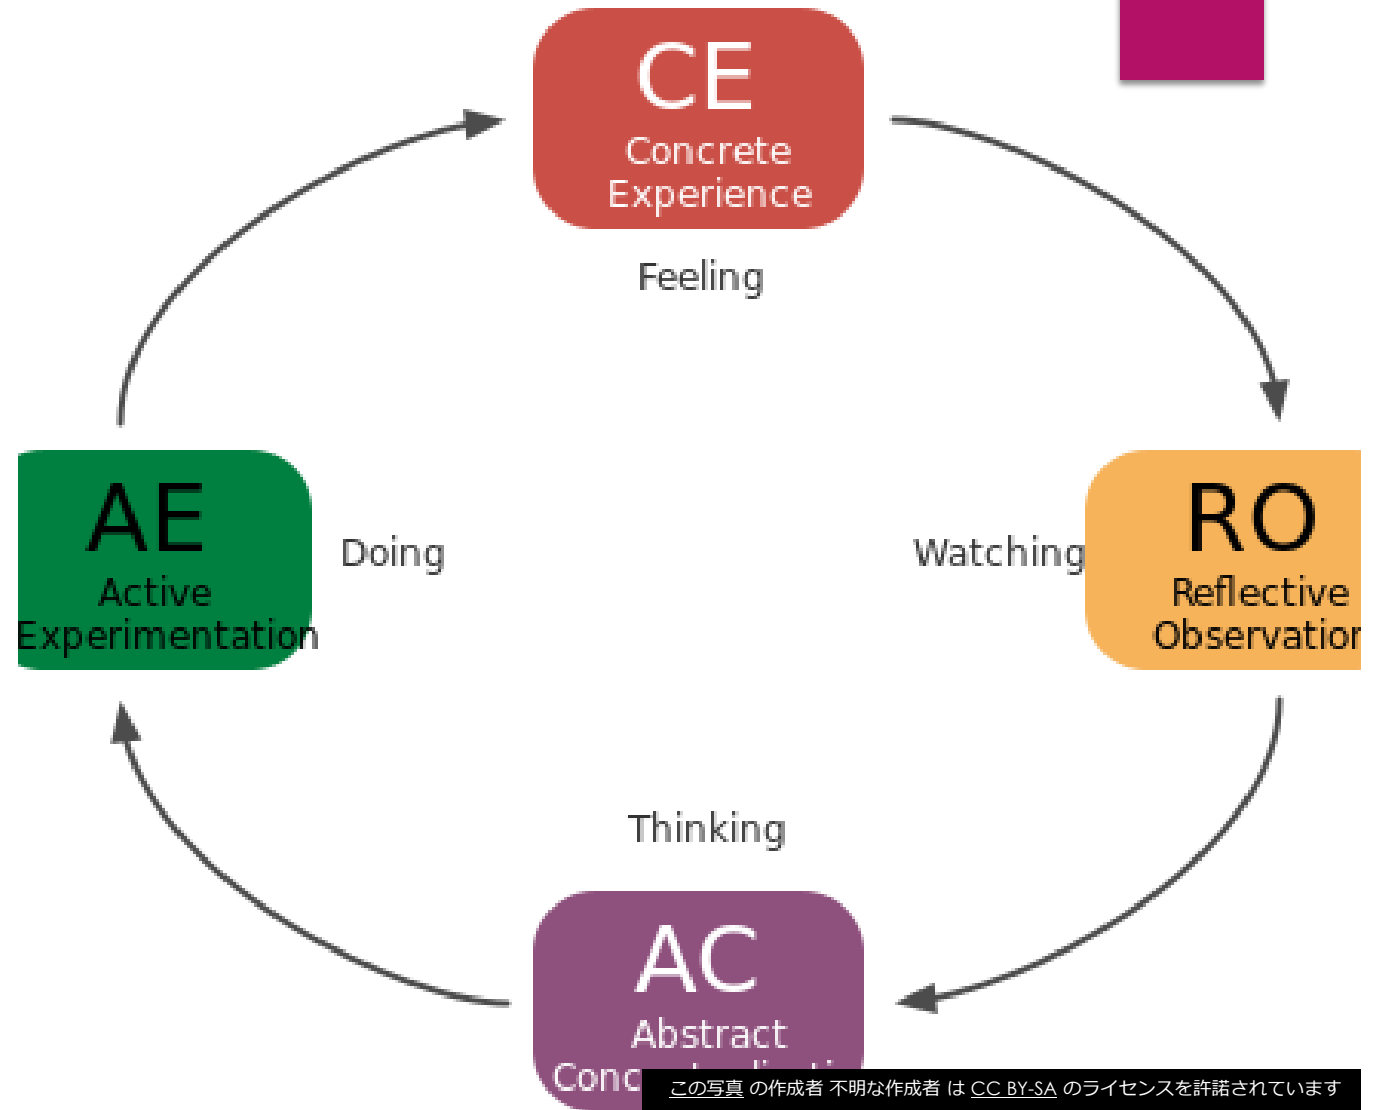 CE
Concrete
Experience
Feeling
AE
Active
Experimentation
Doing
Watching
RO
Reflective
Observation
Thinking
AC
Abstract
この写真 の作成者 不明な作成者 は CC BY-SA のライセンスを許諾されています